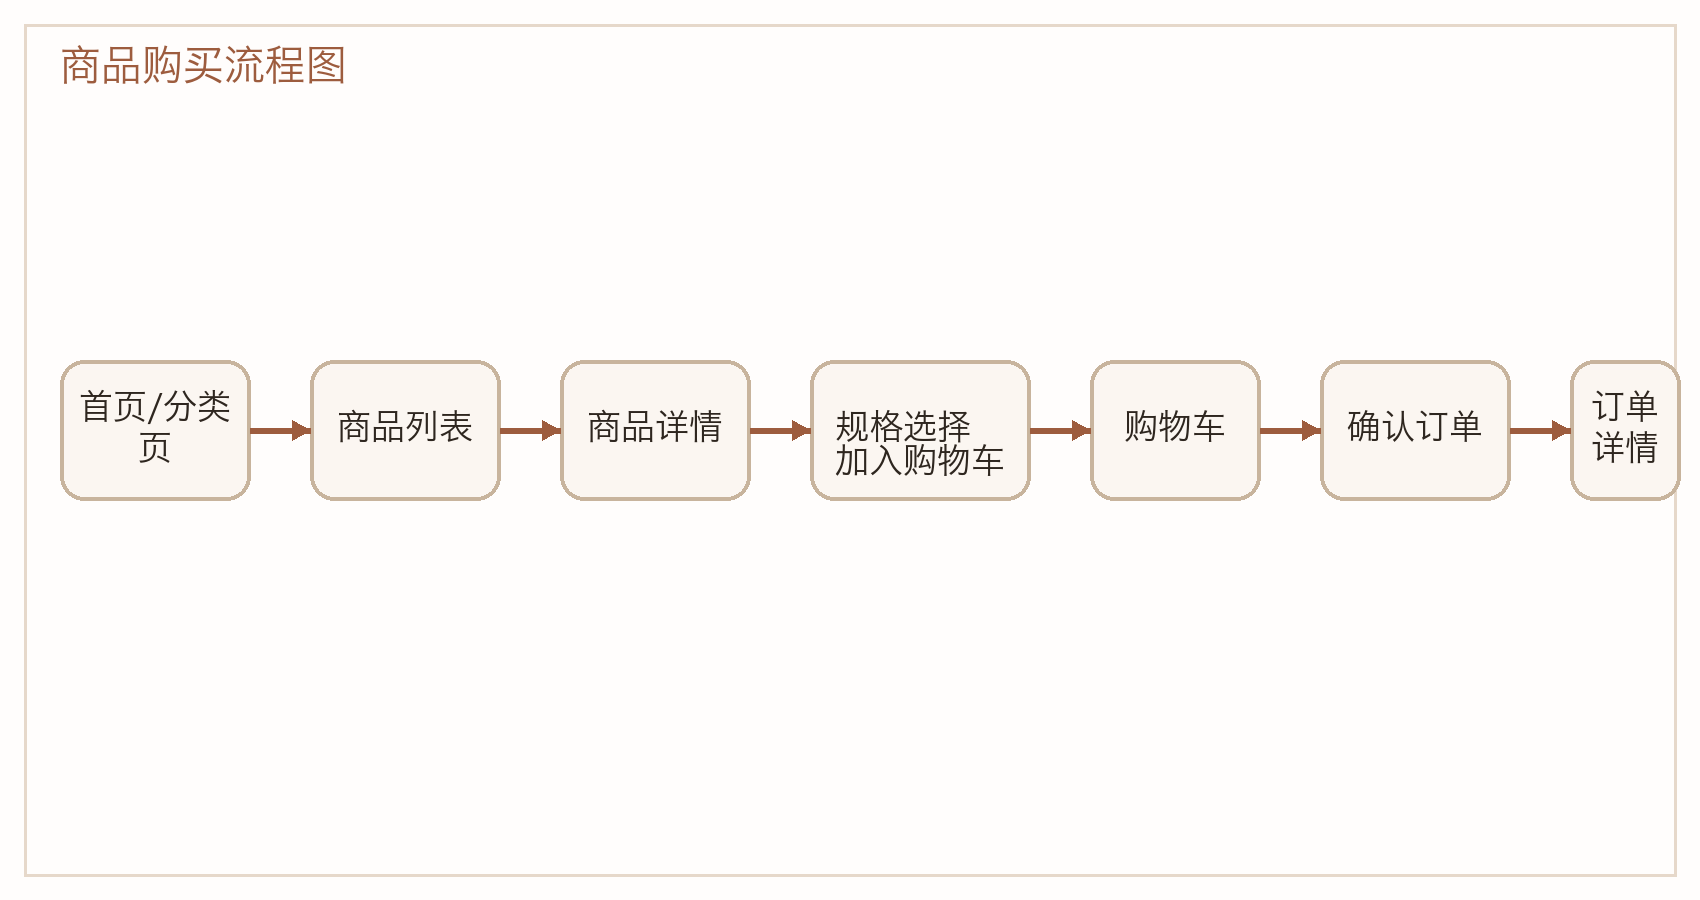 商品购买流程图
首页/分类
页
商品列表
商品详情
规格选择
加入购物车
购物车
确认订单
订单
详情